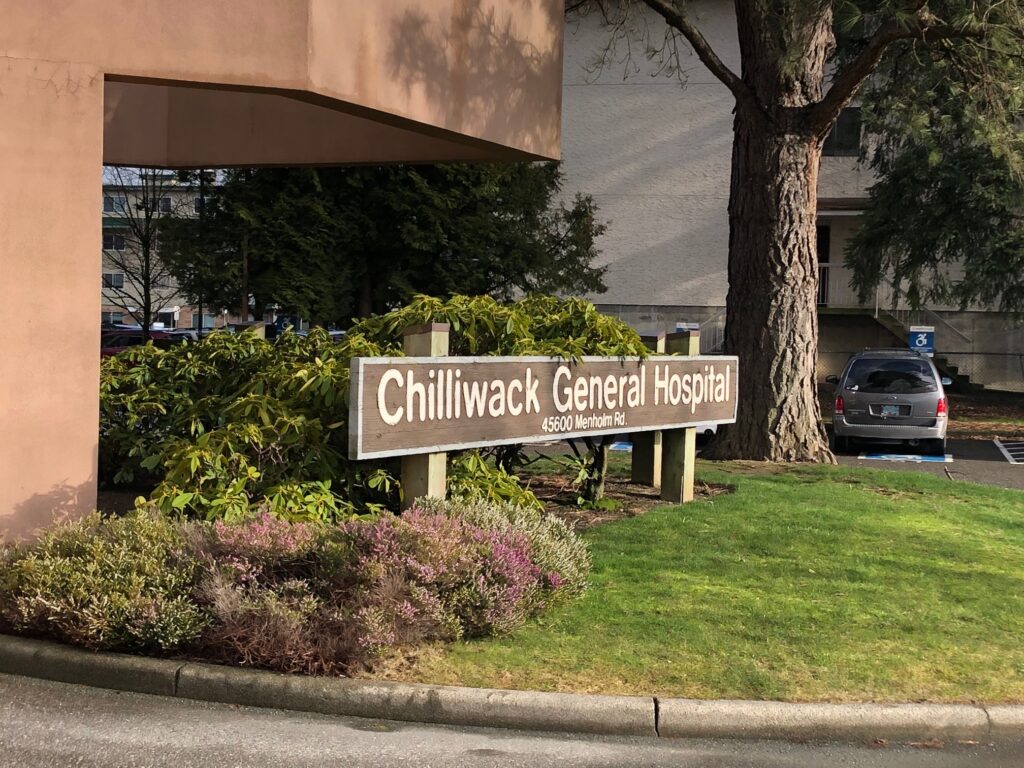 Chilliwack General Hospital
45600 Menholm Rd.